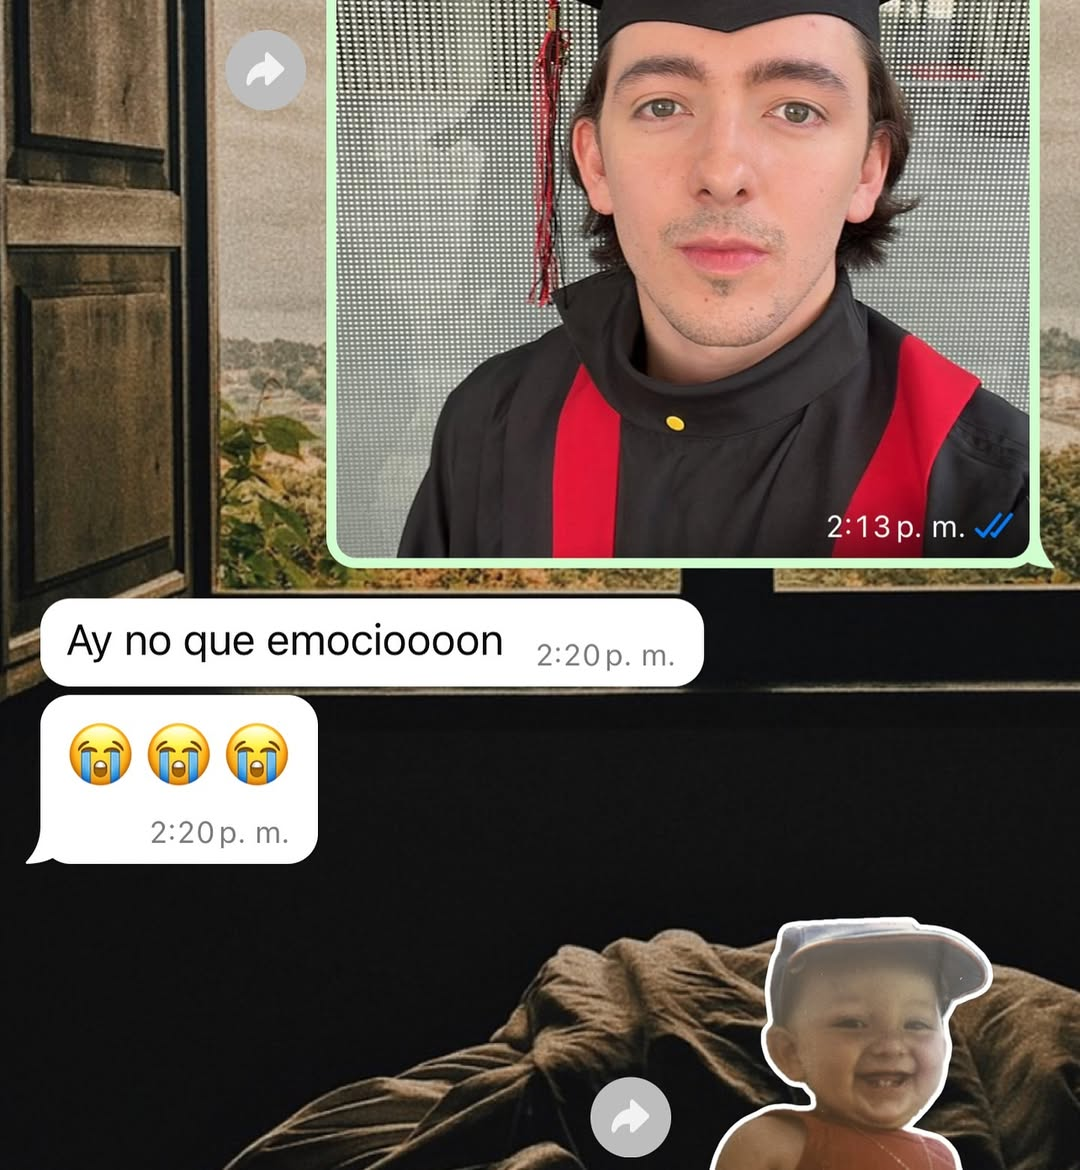 2:13 p. m.
Ay no que emocioooon
2:20 p. m.
😭😭😭
2:20 p. m.